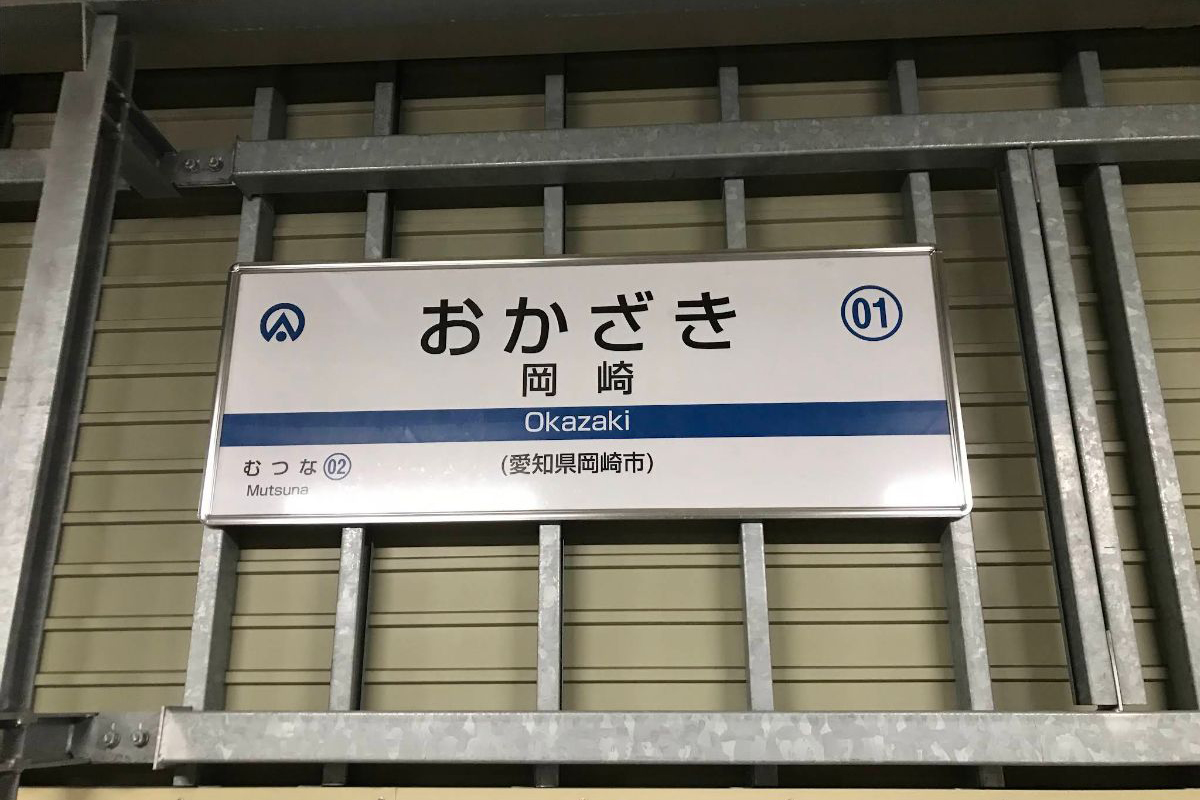 おかざき
01
岡崎
Okazaki
むつな 02
Mutsuna
(愛知県岡崎市)